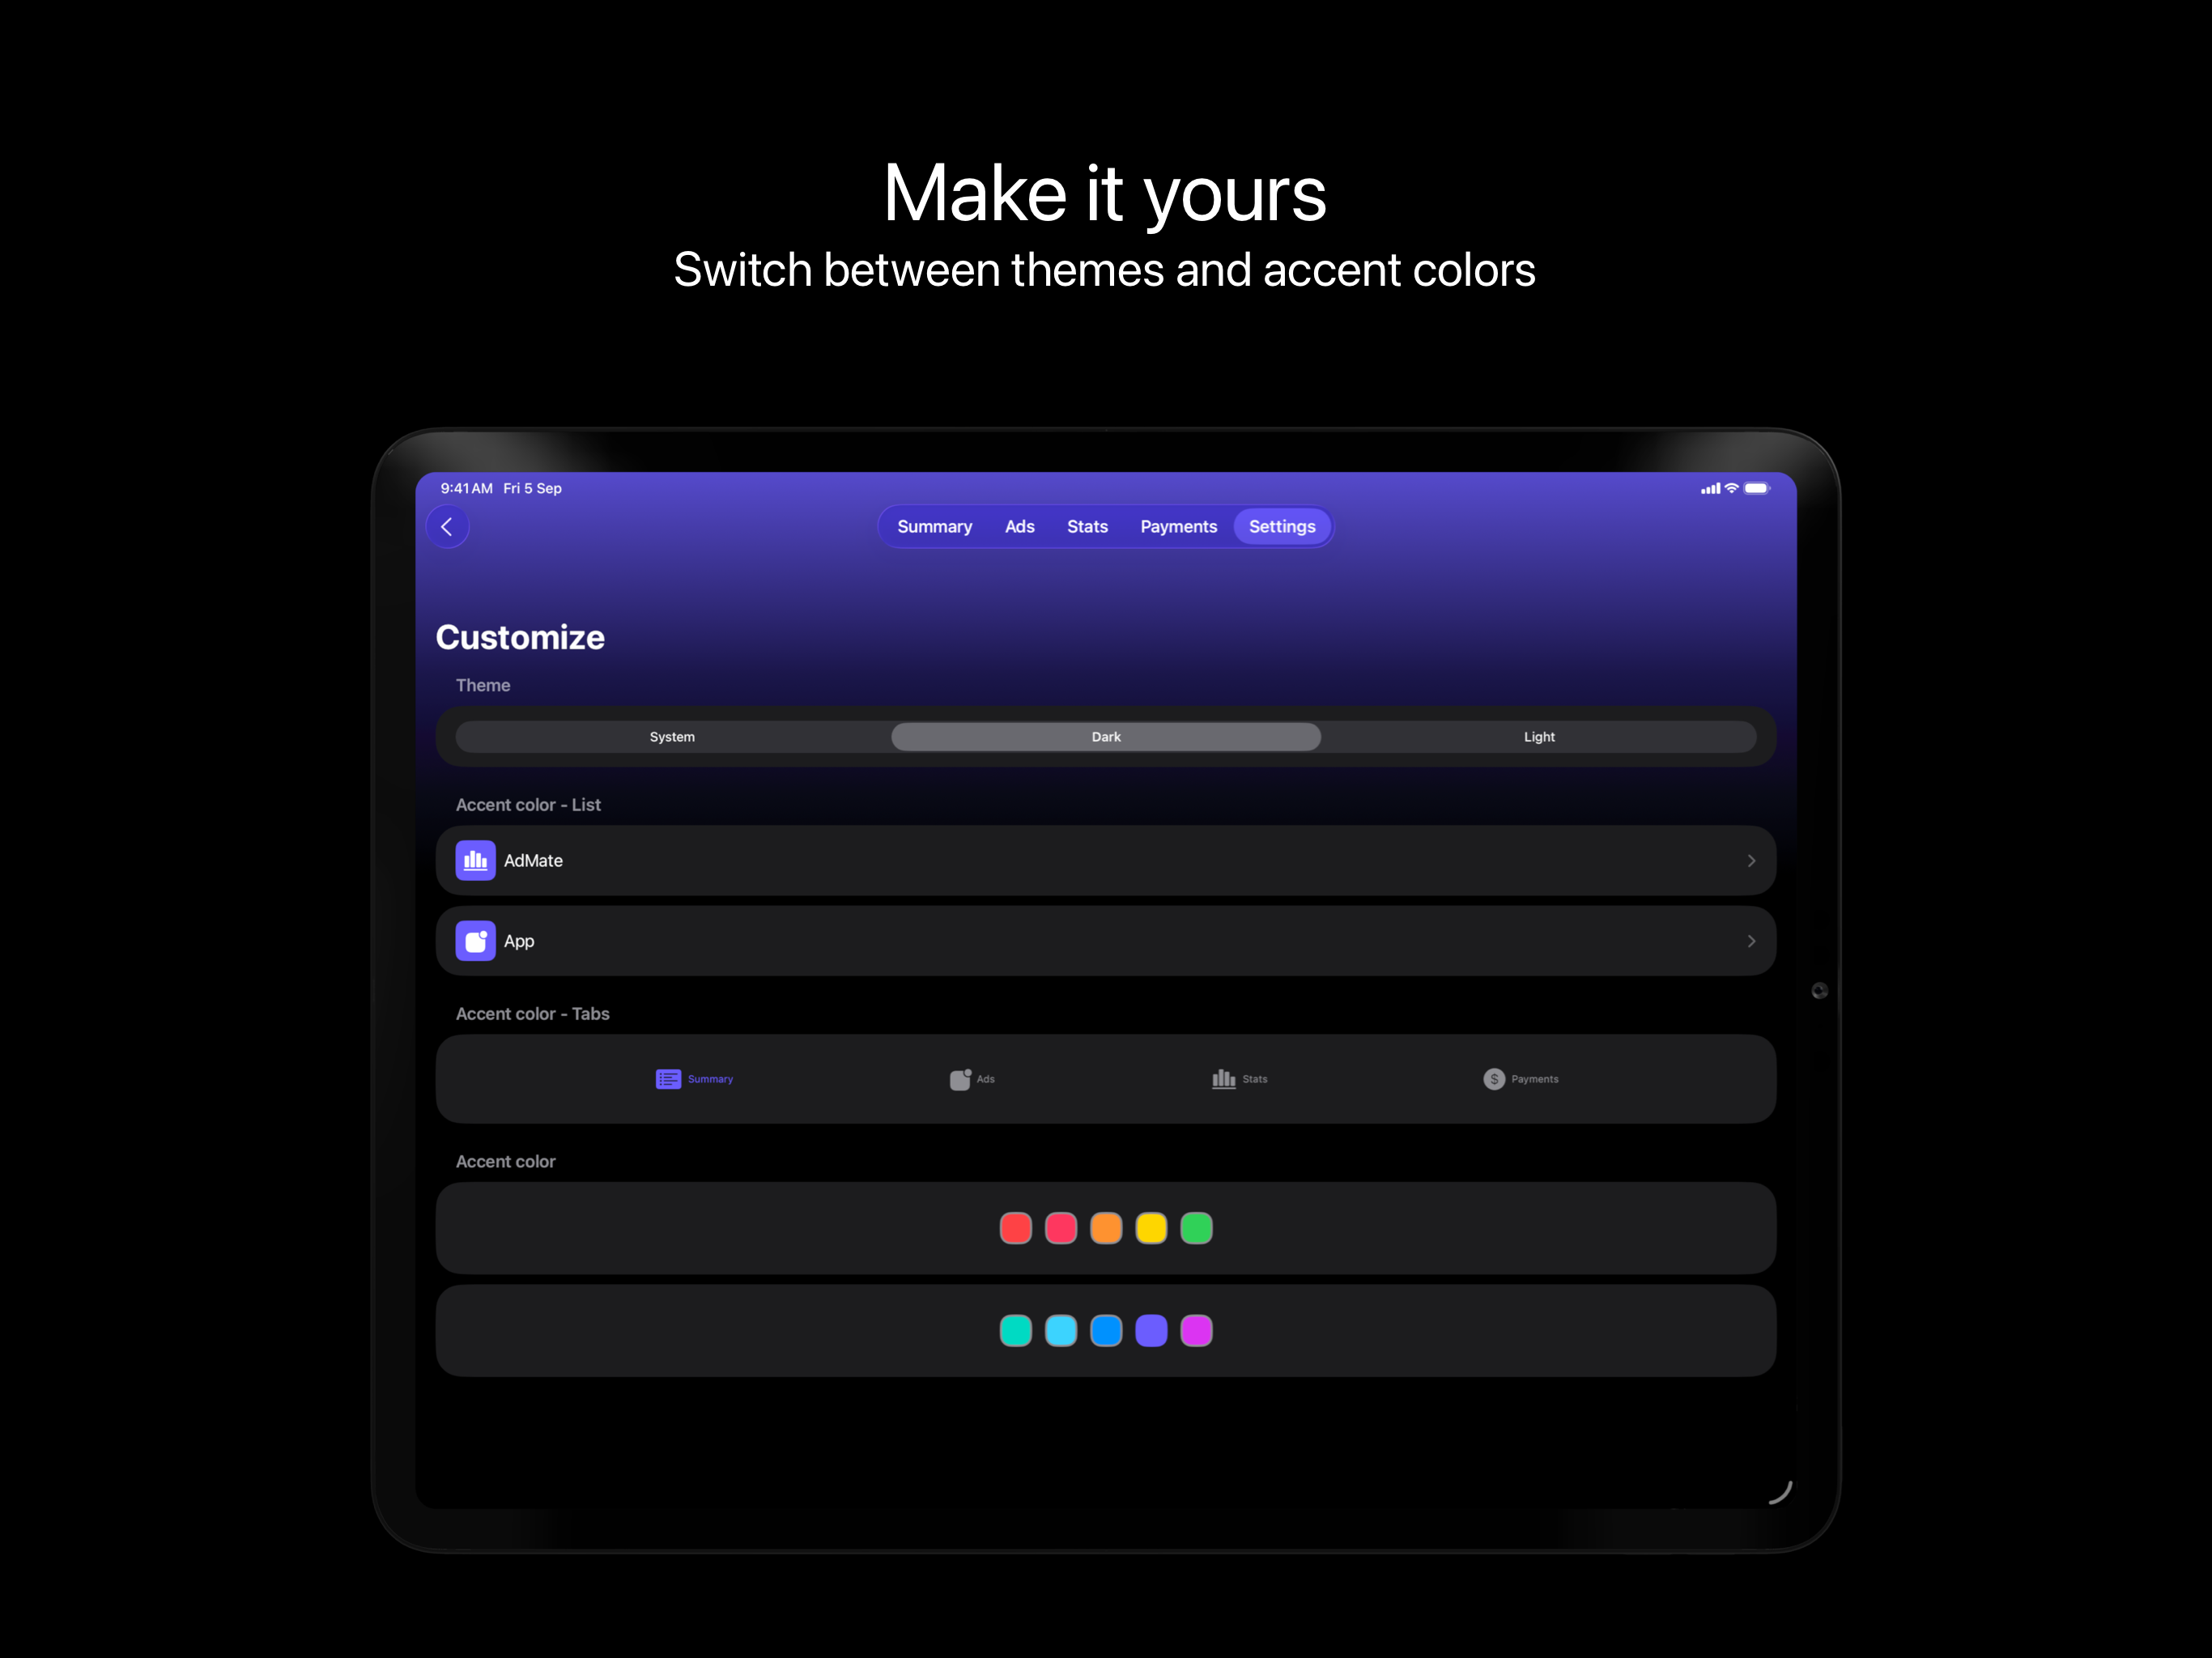 Make it yours
Switch between themes and accent colors
9:41 AM Fri 5 Sep
Summary Ads Stats Payments Settings
Customize
Theme
System Dark Light
Accent color - List
AdMate
App
Accent color - Tabs
Summary Ads Stats $ Payments
Accent color